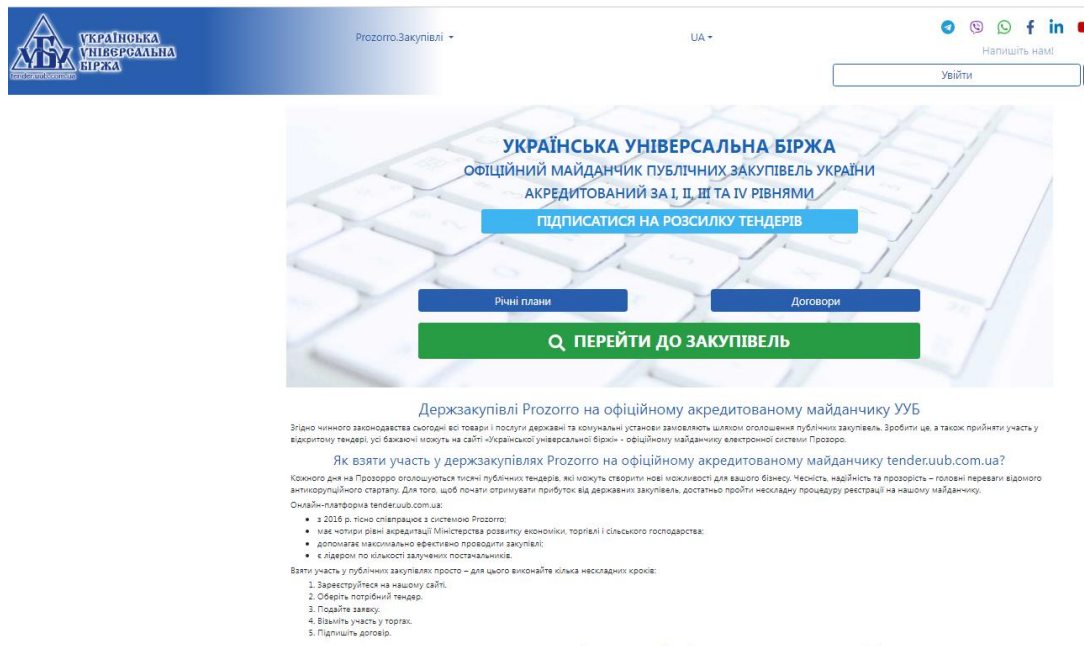 УКРАЇНСЬКА
УНІВЕРСАЛЬНА
БІРЖА
УБУ
tender.uub.com.ua
Prozorro.Закупівлі
UA
Напишіть нам!
Увійти
УКРАЇНСЬКА УНІВЕРСАЛЬНА БІРЖА
ОФІЦІЙНИЙ МАЙДАНЧИК ПУБЛІЧНИХ ЗАКУПІВЕЛЬ УКРАЇНИ
АКРЕДИТОВАНИЙ ЗА I, II, III ТА IV РІВНЯМИ
ПІДПИСАТИСЯ НА РОЗСИЛКУ ТЕНДЕРІВ
Річні плани
Договори
ПЕРЕЙТИ ДО ЗАКУПІВЕЛЬ
Держзакупівлі Prozorro на офіційному акредитованому майданчику УУБ
Згідно чинного законодавства сьогодні всі товари і послуги державні та комунальні установи замовляють шляхом оголошення публічних закупівель. Зробити це, а також прийняти участь у
відкритому тендері, усі бажаючі можуть на сайті «Української універсальної біржі» - офіційному майданчику електронної системи Прозоро.
Як взяти участь у держзакупівлях Prozorro на офіційному акредитованому майданчику tender.uub.com.ua?
Кожного дня на Прозорро оголошуються тисячі публічних тендерів, які можуть створити нові можливості для вашого бізнесу. Чесність, надійність та прозорість – головні переваги відомого
антикорупційного стартапу. Для того, щоб почати отримувати прибуток від державних закупівель, достатньо пройти нескладну процедуру реєстрації на нашому майданчику.
Онлайн-платформа tender.uub.com.ua:
• з 2016 р. тісно співпрацює з системою Prozorro;
• має чотири рівні акредитації Міністерства розвитку економіки, торгівлі і сільського господарства;
• допомагає максимально ефективно проводити закупівлі;
• є лідером по кількості залучених постачальників.
Взяти участь у публічних закупівлях просто – для цього виконайте кілька нескладних кроків:
1. Зареєструйтеся на нашому сайті.
2. Оберіть потрібний тендер.
3. Подайте заявку.
4. Візьміть участь у торгах.
5. Підпишіть договір.